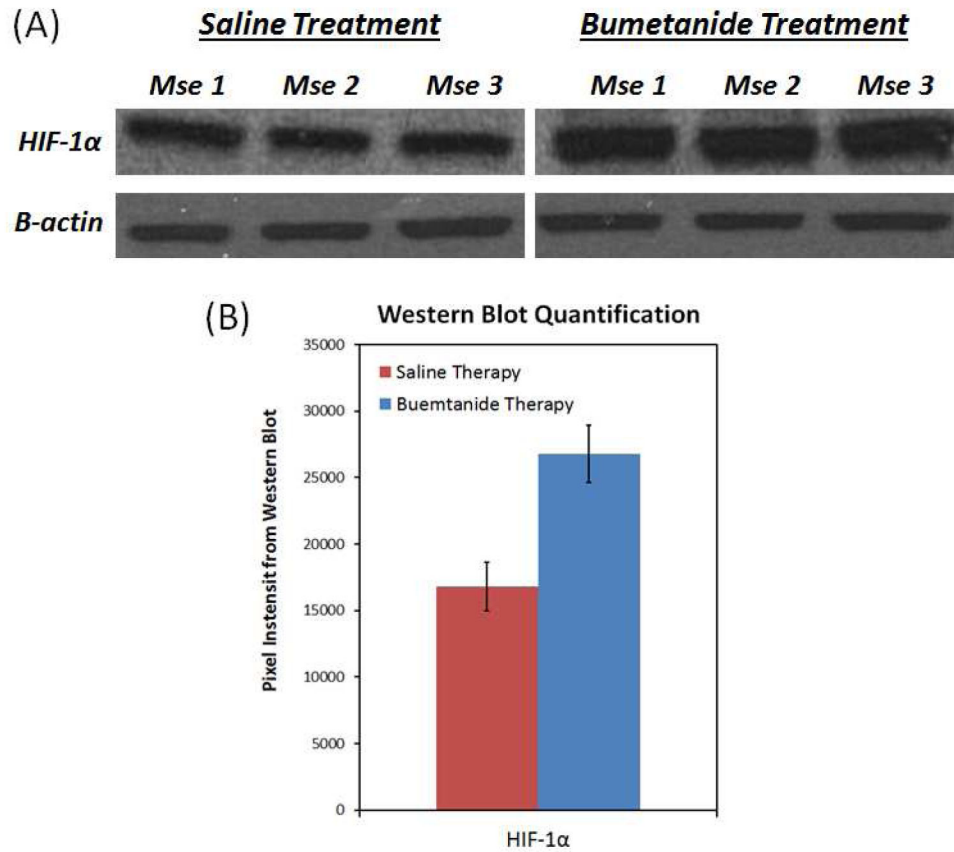 (A)
Saline Treatment Bumetanide Treatment
Mse 1 Mse 2 Mse 3 Mse 1 Mse 2 Mse 3
HIF-1α
B-actin
(B)
Western Blot Quantification
35000
30000
25000
20000
15000
10000
5000
0
Pixel Instensit from Western Blot
Saline Therapy
Buemtanide Therapy
HIF-1α